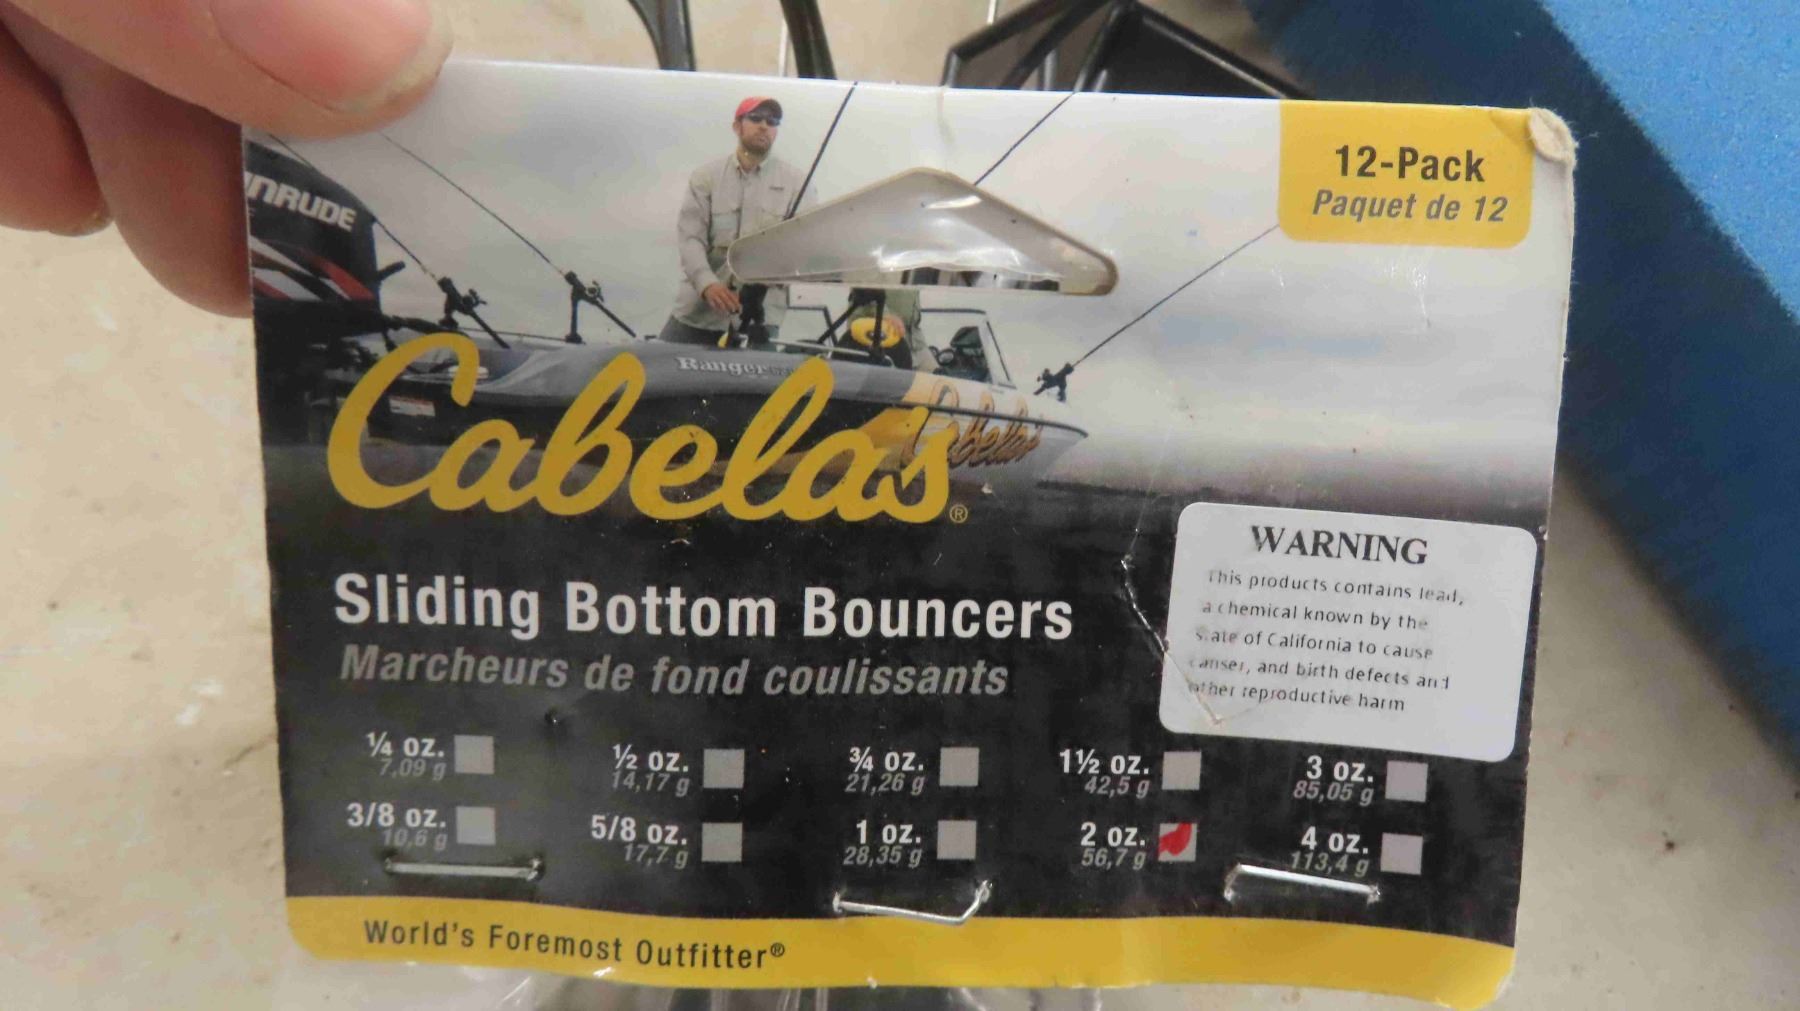 12-Pack
Paquet de 12
NRUDE
Ranger
Cabelas
Cabelas®
Sliding Bottom Bouncers
Marcheurs de fond coulissants
WARNING
This products contains lead,
a chemical known by the
state of California to cause
canser, and birth defects and
other reproductive harm
¼ oz. ½ oz. ¾ oz. 1½ oz. 3 oz.
7,09 g 14,17 g 21,26 g 42,5 g 85,05 g
3/8 oz. 5/8 oz. 1 oz. 2 oz. 4 oz.
10,6 g 17,7 g 28,35 g 56,7 g 113,4 g
World's Foremost Outfitter®